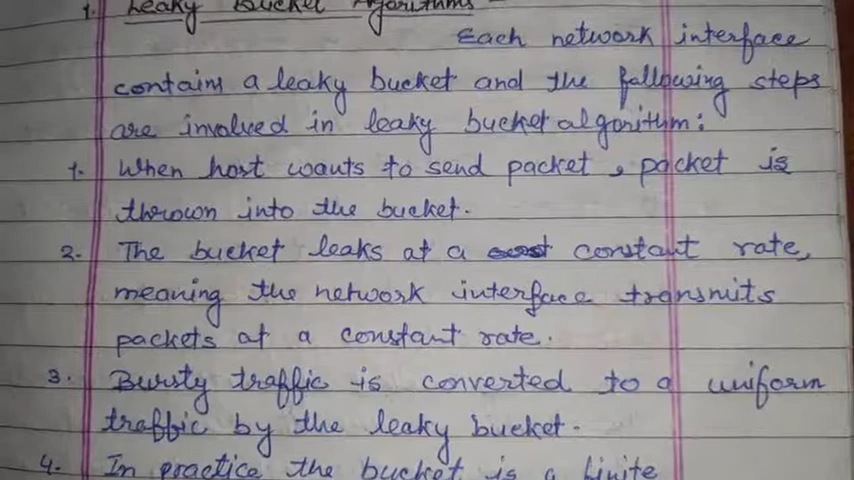 1. Leaky Bucket Algorithms
Each network interface
contains a leaky bucket and the following steps
are involved in leaky bucket algorithm:
1. When host wants to send packet, packet is
thrown into the bucket.
2. The bucket leaks at a constant rate,
meaning the network interface transmits
packets at a constant rate.
3. Bursty traffic is converted to a uniform
traffic by the leaky bucket.
4. In practice the bucket is a finite